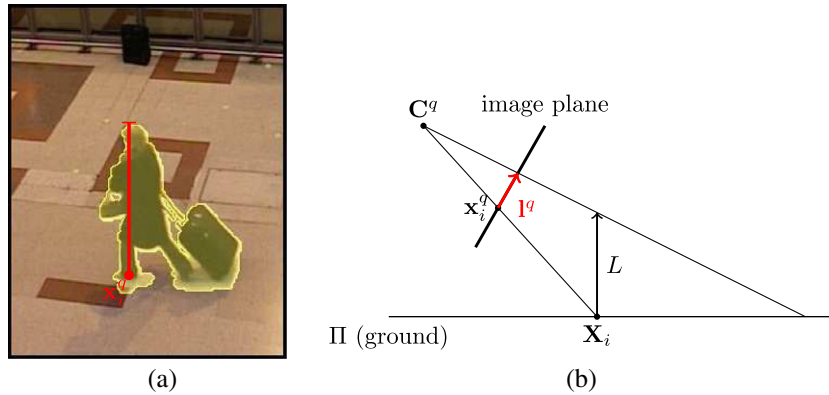 C^q
image plane
x_i^q
l^q
x_i^q
L
Π (ground)
X_i
(a)
(b)